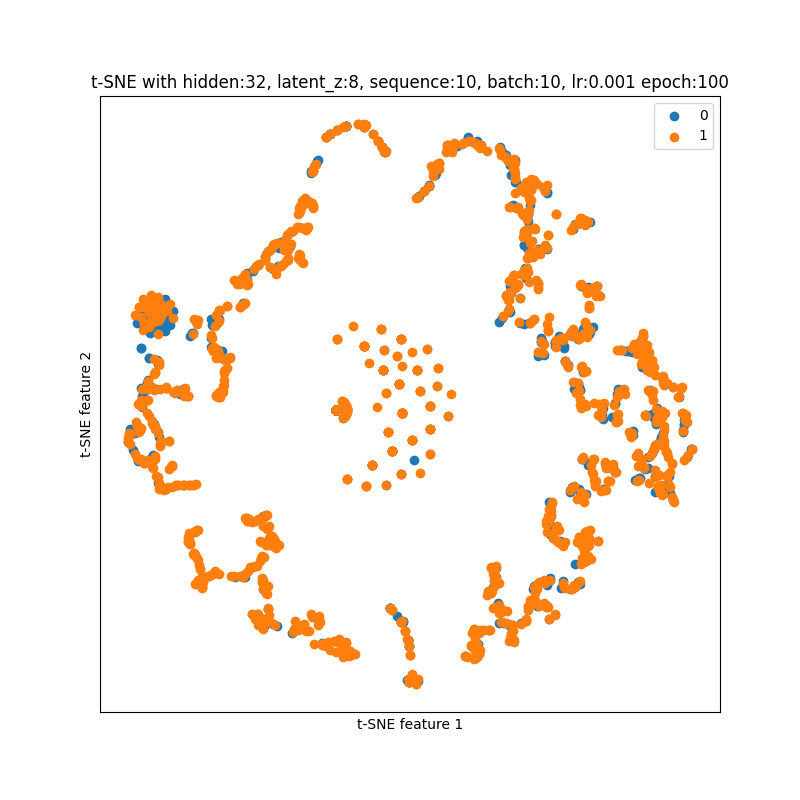 t-SNE with hidden:32, latent_z:8, sequence:10, batch:10, lr:0.001 epoch:100
0
1
t-SNE feature 2
t-SNE feature 1